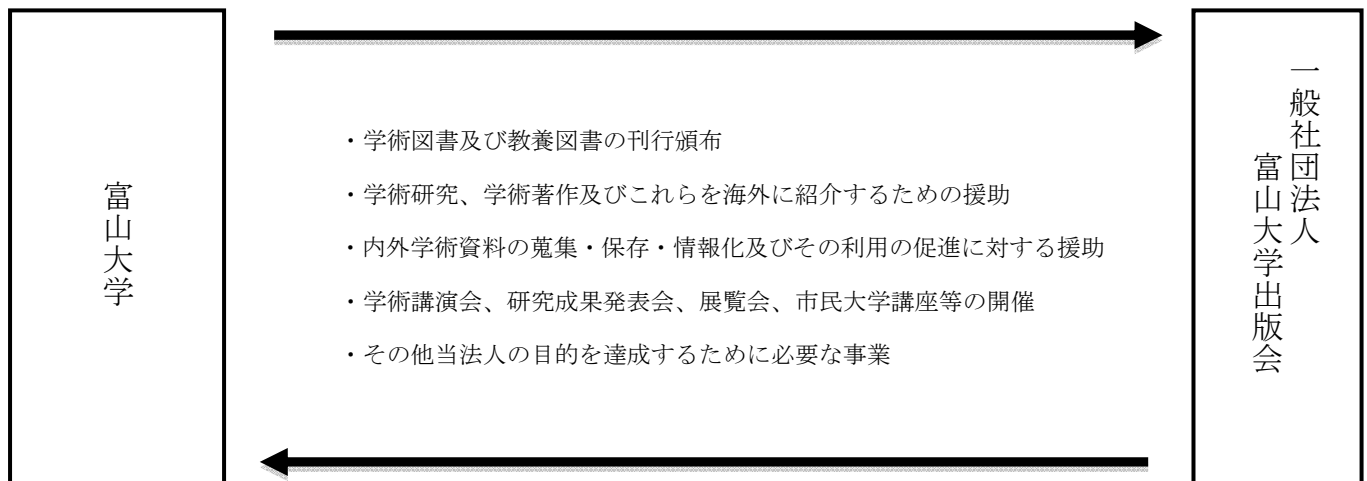 富山大学
・学術図書及び教養図書の刊行頒布
・学術研究、学術著作及びこれらを海外に紹介するための援助
・内外学術資料の蒐集・保存・情報化及びその利用の促進に対する援助
・学術講演会、研究成果発表会、展覧会、市民大学講座等の開催
・その他当法人の目的を達成するために必要な事業
一般社団法人
富山大学出版会